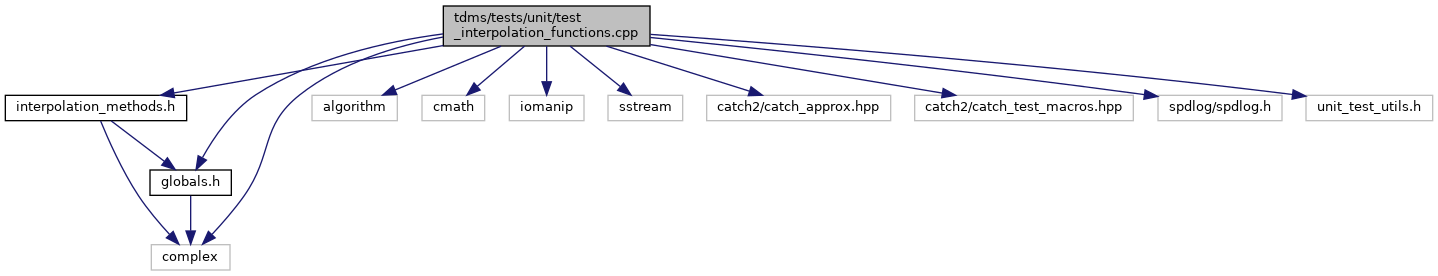 tdms/tests/unit/test
_interpolation_functions.cpp
interpolation_methods.h
algorithm
cmath
iomanip
sstream
catch2/catch_approx.hpp
catch2/catch_test_macros.hpp
spdlog/spdlog.h
unit_test_utils.h
globals.h
complex